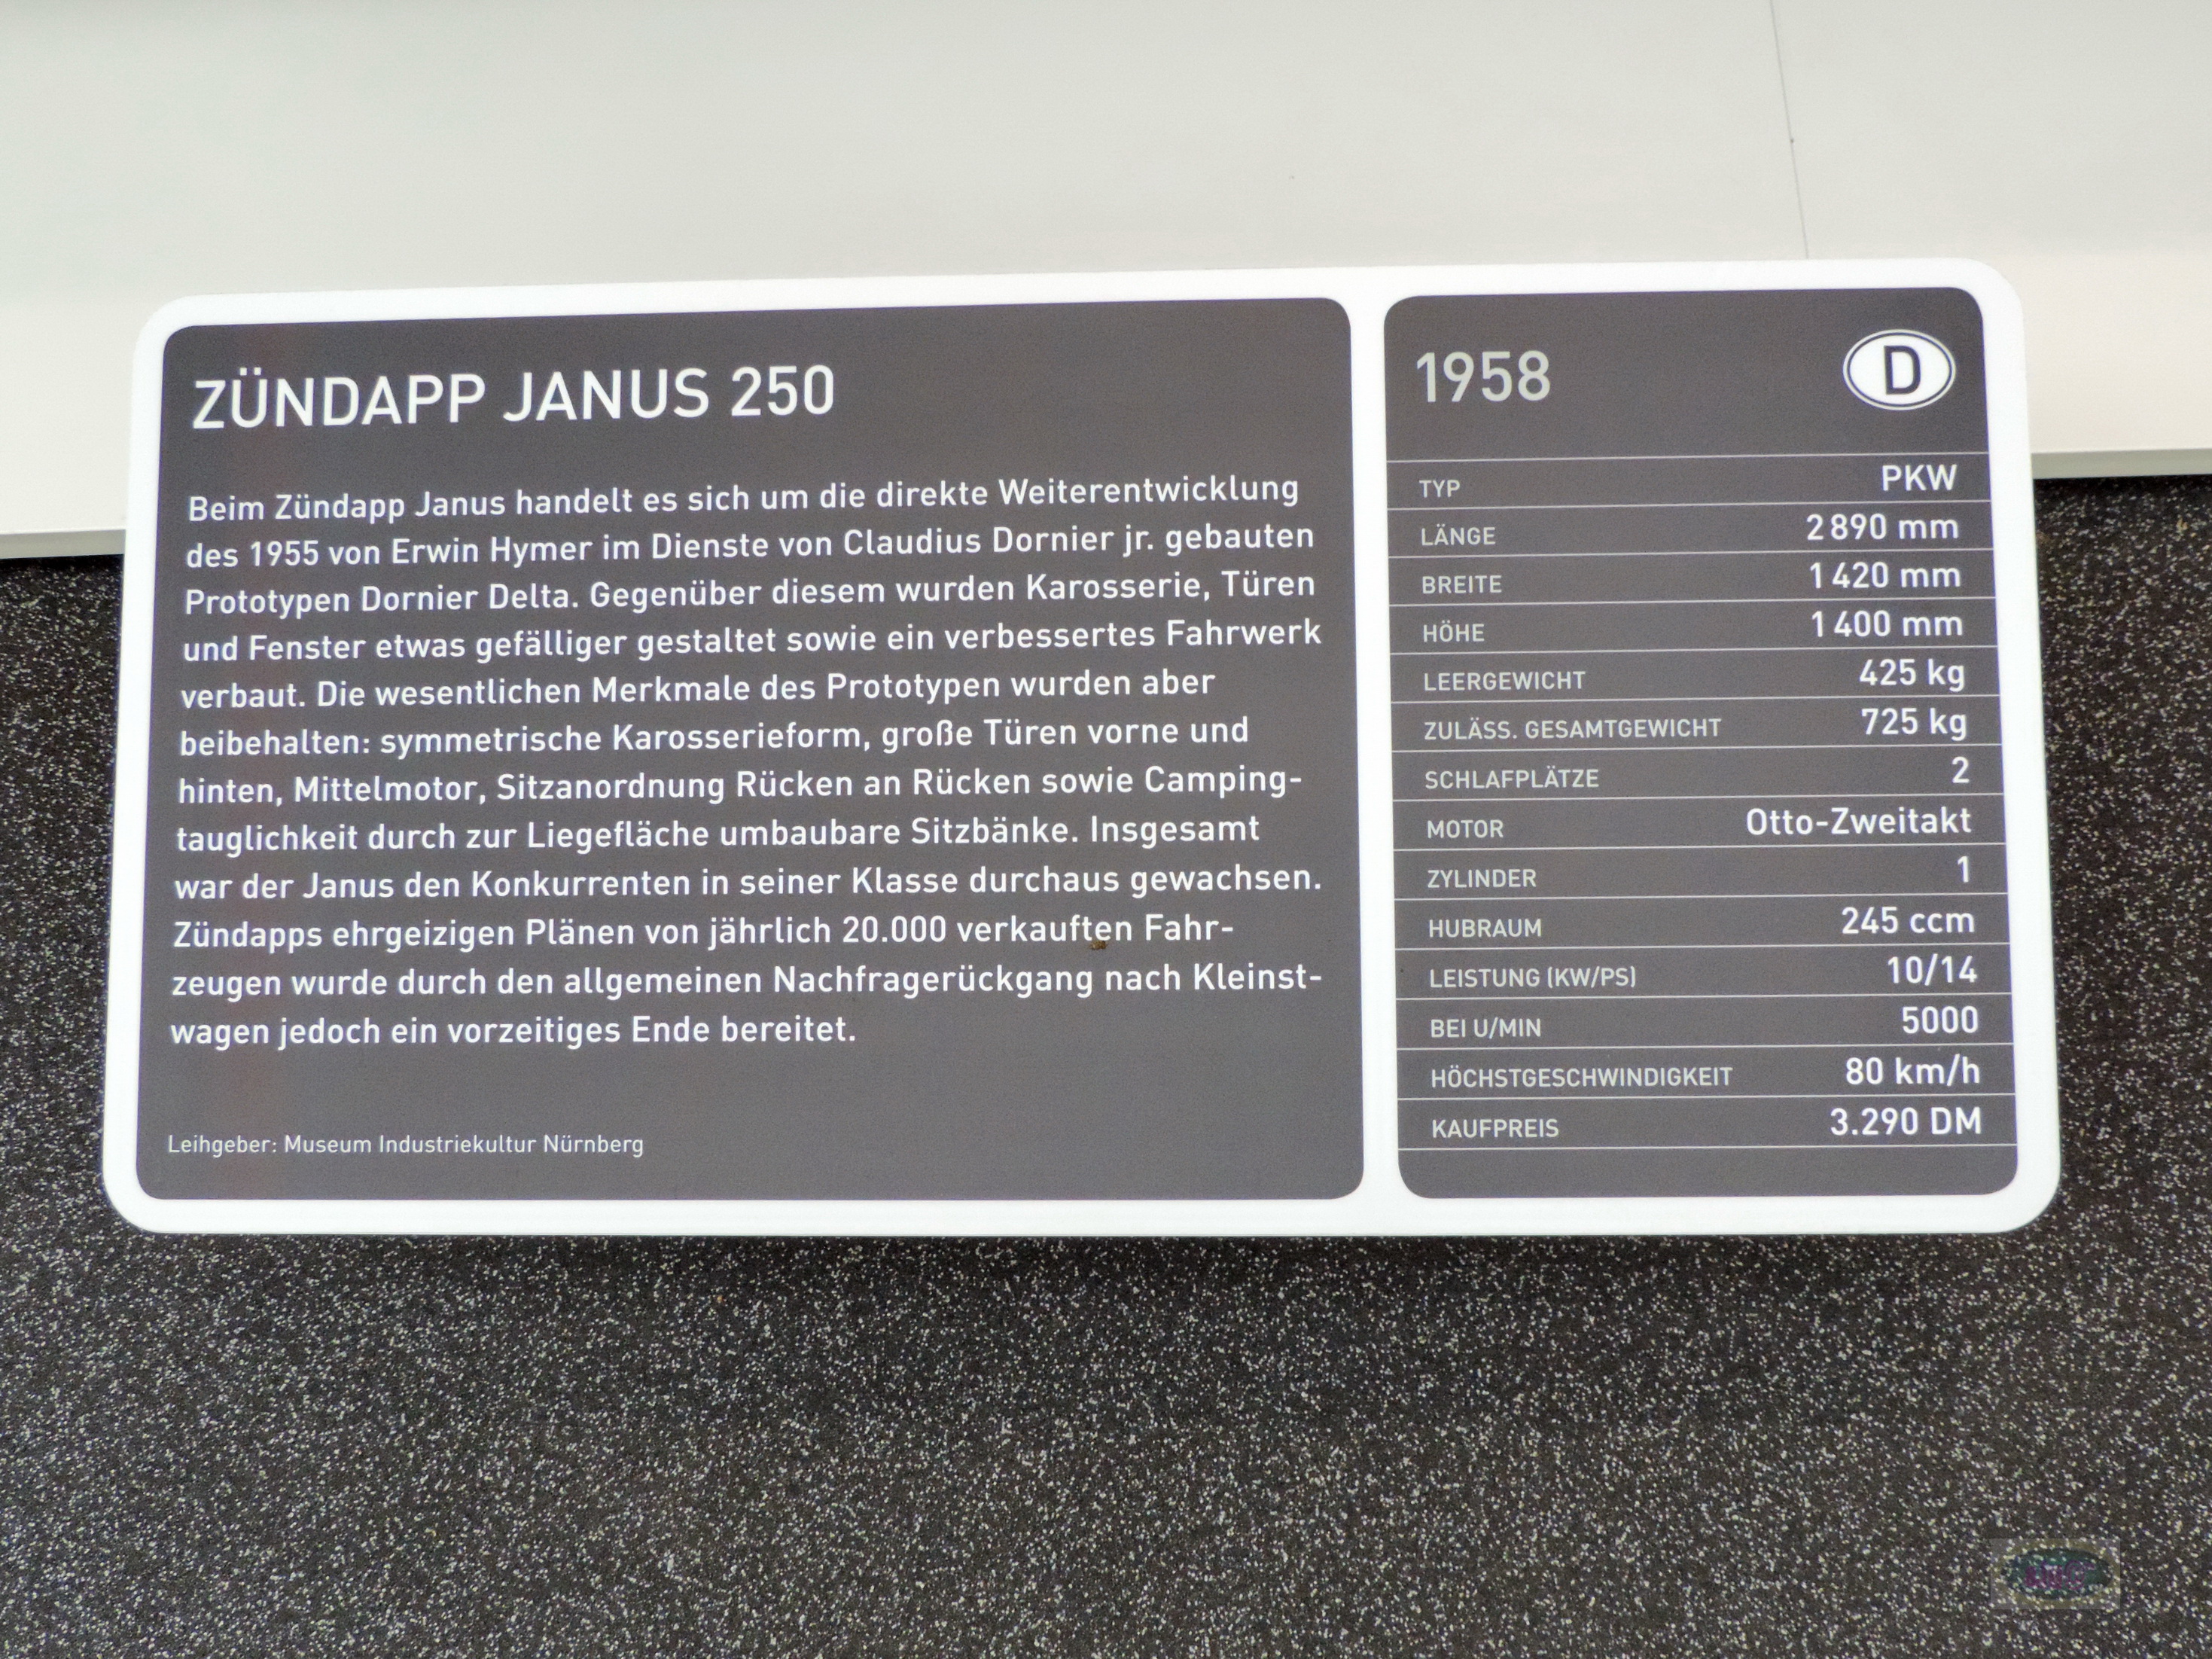 ZÜNDAPP JANUS 250
Beim Zündapp Janus handelt es sich um die direkte Weiterentwicklung
des 1955 von Erwin Hymer im Dienste von Claudius Dornier jr. gebauten
Prototypen Dornier Delta. Gegenüber diesem wurden Karosserie, Türen
und Fenster etwas gefälliger gestaltet sowie ein verbessertes Fahrwerk
verbaut. Die wesentlichen Merkmale des Prototypen wurden aber
beibehalten: symmetrische Karosserieform, große Türen vorne und
hinten, Mittelmotor, Sitzanordnung Rücken an Rücken sowie Camping-
tauglichkeit durch zur Liegefläche umbaubare Sitzbänke. Insgesamt
war der Janus den Konkurrenten in seiner Klasse durchaus gewachsen.
Zündapps ehrgeizigen Plänen von jährlich 20.000 verkauften Fahr-
zeugen wurde durch den allgemeinen Nachfragerückgang nach Kleinst-
wagen jedoch ein vorzeitiges Ende bereitet.
Leihgeber: Museum Industriekultur Nürnberg
1958 D
TYP PKW
LÄNGE 2 890 mm
BREITE 1 420 mm
HÖHE 1 400 mm
LEERGEWICHT 425 kg
ZULÄSS. GESAMTGEWICHT 725 kg
SCHLAFPLÄTZE 2
MOTOR Otto-Zweitakt
ZYLINDER 1
HUBRAUM 245 ccm
LEISTUNG (KW/PS) 10/14
BEI U/MIN 5000
HÖCHSTGESCHWINDIGKEIT 80 km/h
KAUFPREIS 3.290 DM